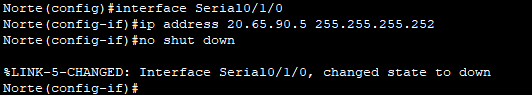 Norte(config)#interface Serial0/1/0
Norte(config-if)#ip address 20.65.90.5 255.255.255.252
Norte(config-if)#no shut down
%LINK-5-CHANGED: Interface Serial0/1/0, changed state to down
Norte(config-if)#